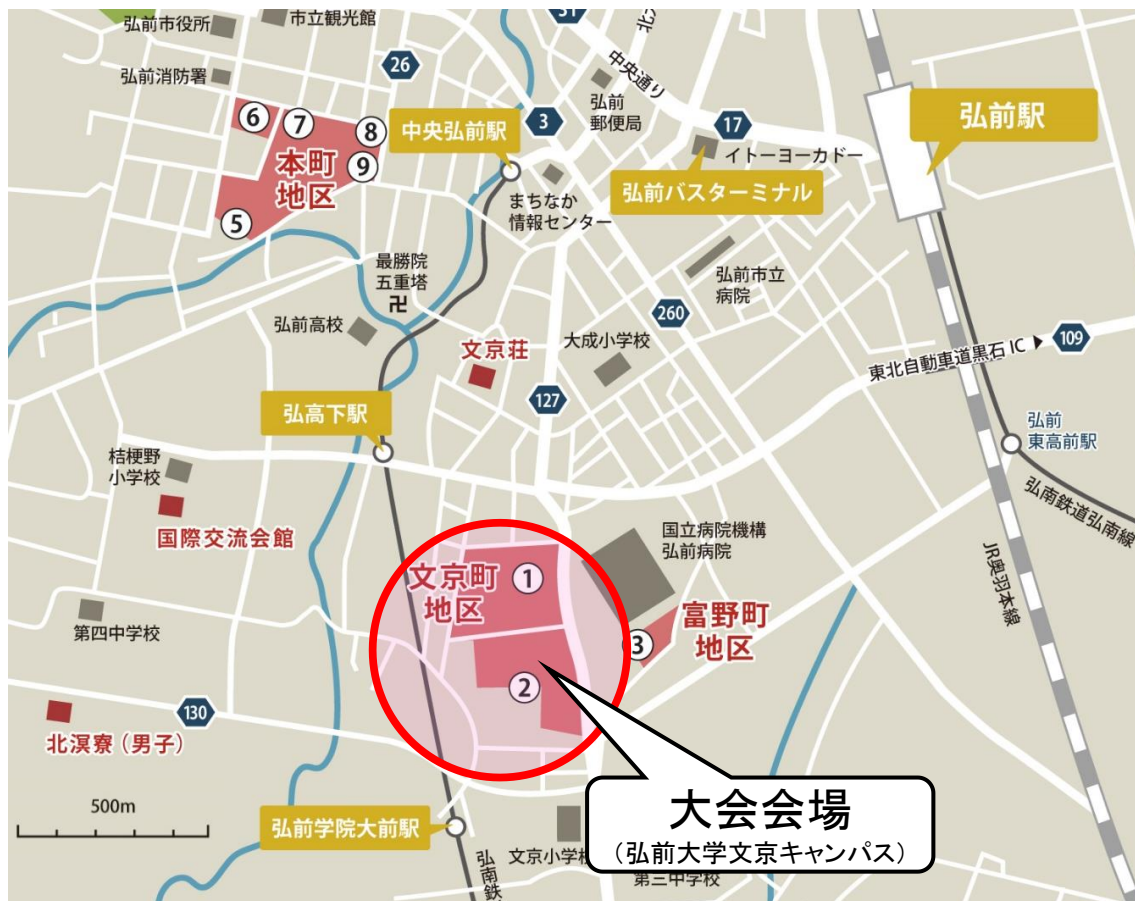 弘前市役所
市立観光館
31
中央通り
弘前消防署
26
弘前
郵便局
弘前駅
3
17
イトーヨーカドー
中央弘前駅
弘前バスターミナル
6
7
8
9
5
本町
地区
まちなか
情報センター
最勝院
五重塔
卍
弘前市立
病院
弘前高校
260
文京荘
大成小学校
東北自動車道黒石 IC
109
127
弘高下駅
弘前
東高前駅
桔梗野
小学校
弘南鉄道弘南線
国際交流会館
国立病院機構
弘前病院
JR奥羽本線
文京町
地区
1
第四中学校
富野町
地区
3
2
130
北溟寮(男子)
500m
大会会場
(弘前大学文京キャンパス)
弘前学院大前駅
文京小学校
弘南鉄
第三中学校